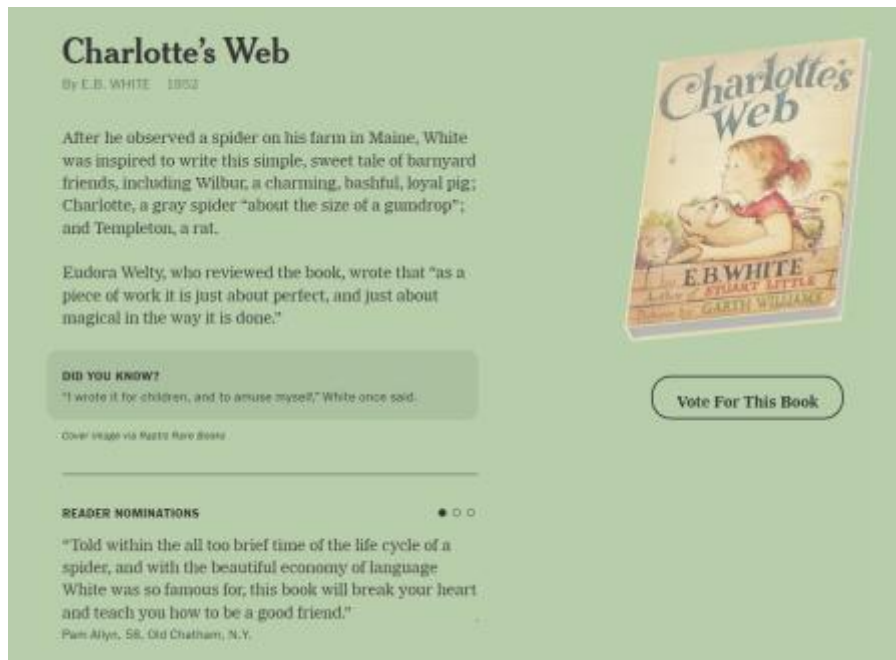 Charlotte's Web
By E.B. WHITE 1952
After he observed a spider on his farm in Maine, White
was inspired to write this simple, sweet tale of barnyard
friends, including Wilbur, a charming, bashful, loyal pig;
Charlotte, a gray spider “about the size of a gumdrop”;
and Templeton, a rat.
Eudora Welty, who reviewed the book, wrote that “as a
piece of work it is just about perfect, and just about
magical in the way it is done.”
DID YOU KNOW?
“I wrote it for children, and to amuse myself,” White once said.
Cover image via Raptis Rare Books
READER NOMINATIONS
“Told within the all too brief time of the life cycle of a
spider, and with the beautiful economy of language
White was so famous for, this book will break your heart
and teach you how to be a good friend.”
Pam Allyn, 58, Old Chatham, N.Y.
Charlotte's
Web
by E.B. WHITE
Author of STUART LITTLE
Pictures by GARTH WILLIAMS
Vote For This Book